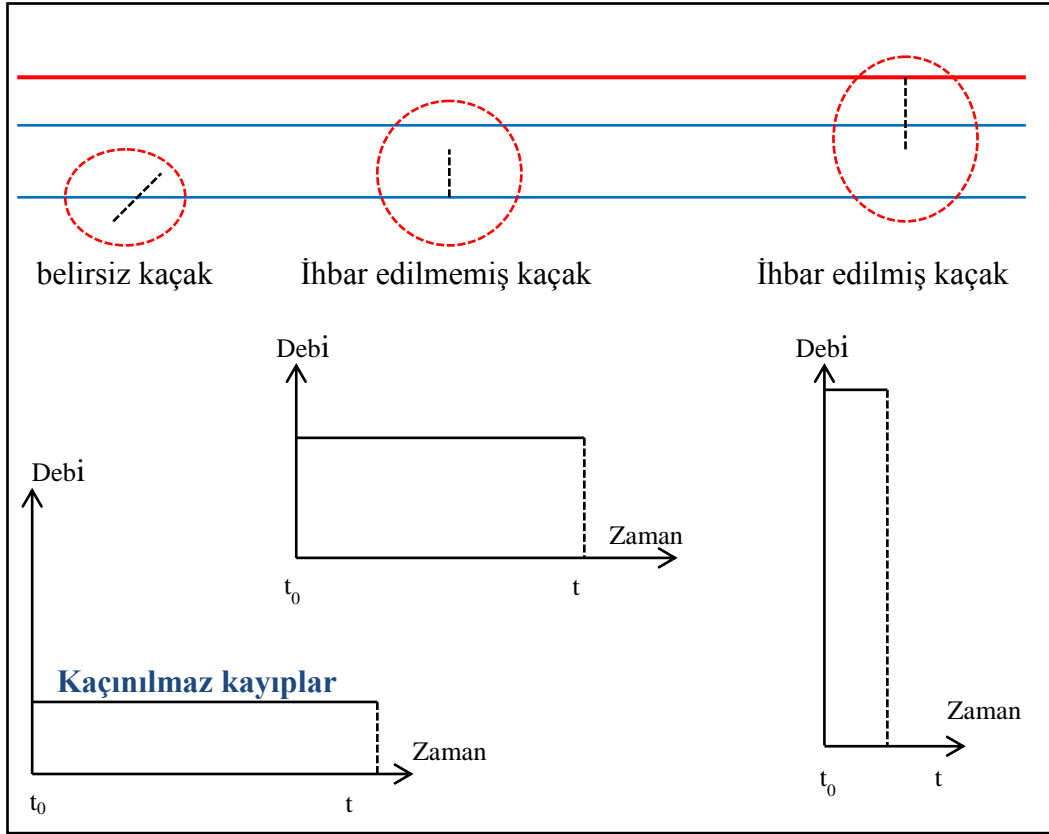 belirsiz kaçak
İhbar edilmemiş kaçak
İhbar edilmiş kaçak
Debi
Zaman
t0
t
Debi
Zaman
t0
t
Debi
Kaçınılmaz kayıplar
Zaman
t0
t